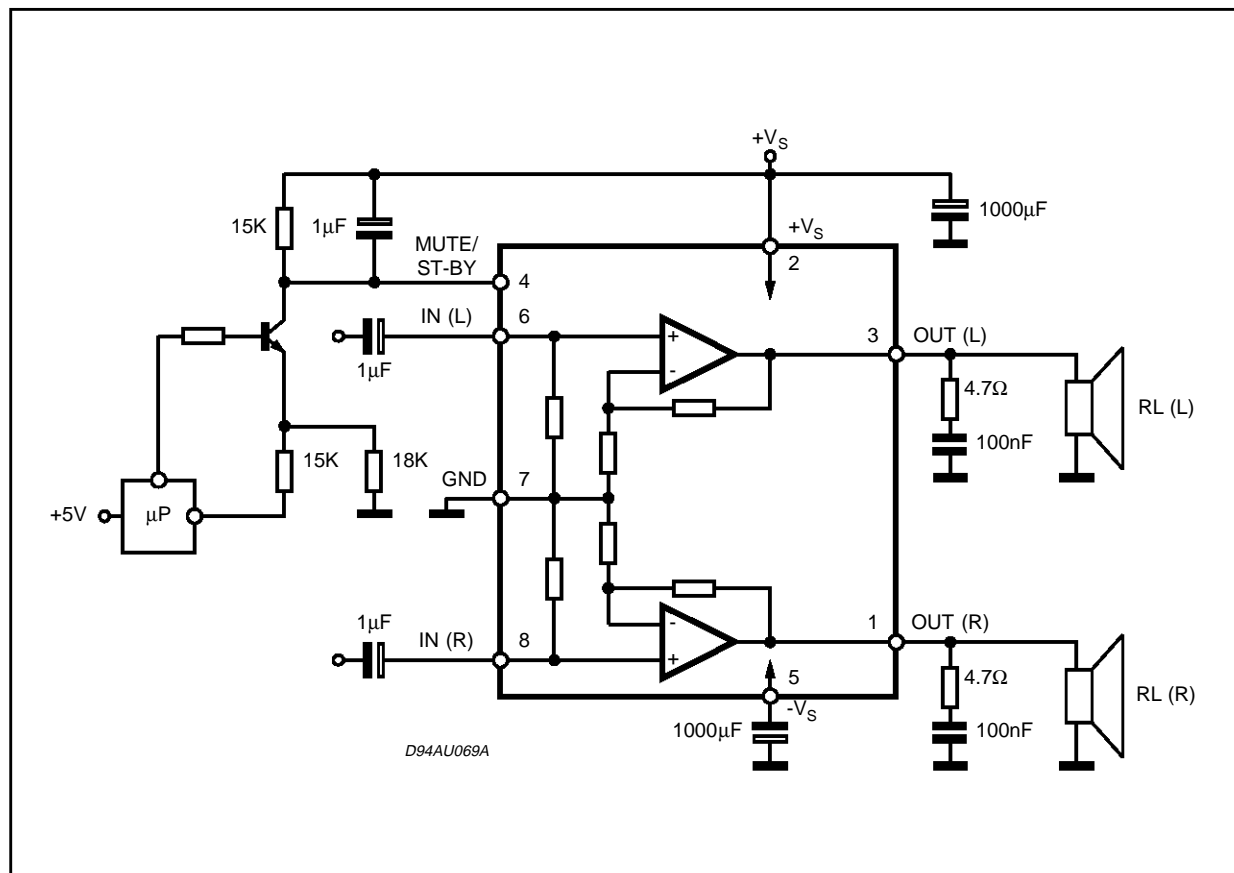 +VS
15K
1μF
1000μF
MUTE/
ST-BY
+VS
2
4
IN (L)
6
3
OUT (L)
1μF
+
-
4.7Ω
RL (L)
100nF
15K
18K
GND
7
+5V
μP
1μF
IN (R)
8
-
+
1
OUT (R)
5
-VS
4.7Ω
RL (R)
1000μF
100nF
D94AU069A